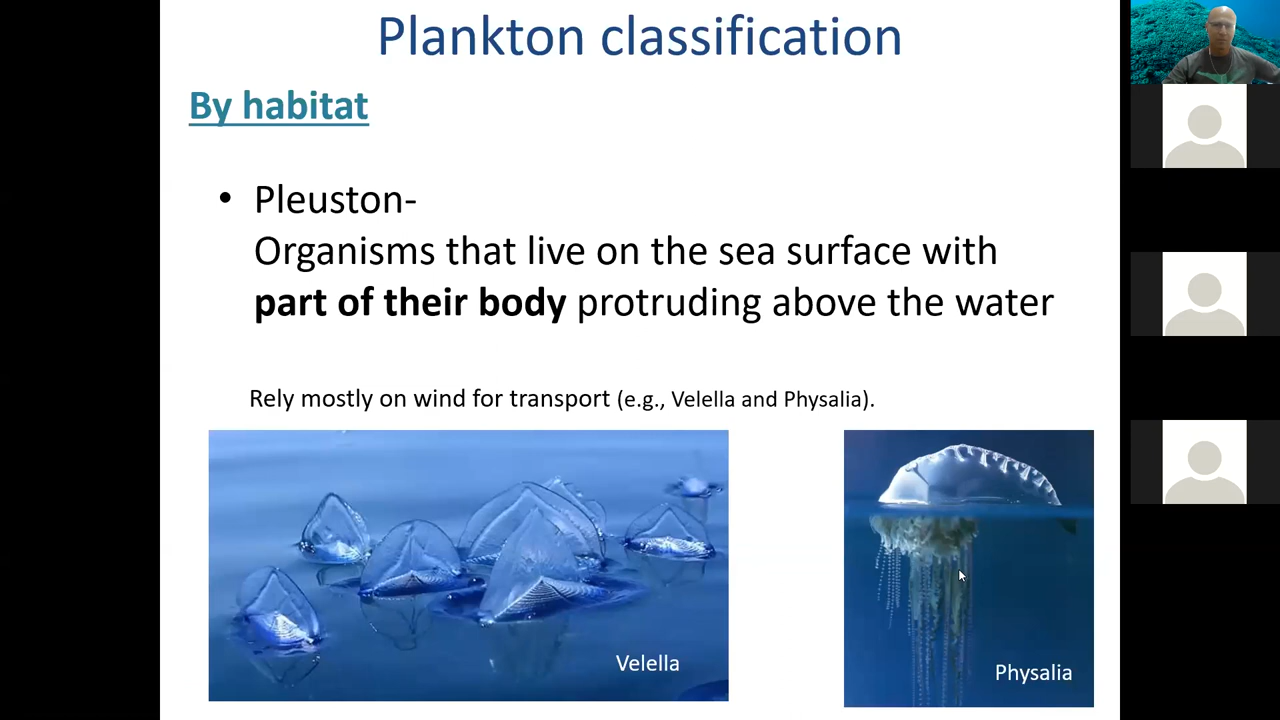 Plankton classification
By habitat
• Pleuston-
Organisms that live on the sea surface with
part of their body protruding above the water
Rely mostly on wind for transport (e.g., Velella and Physalia).
Velella
Physalia